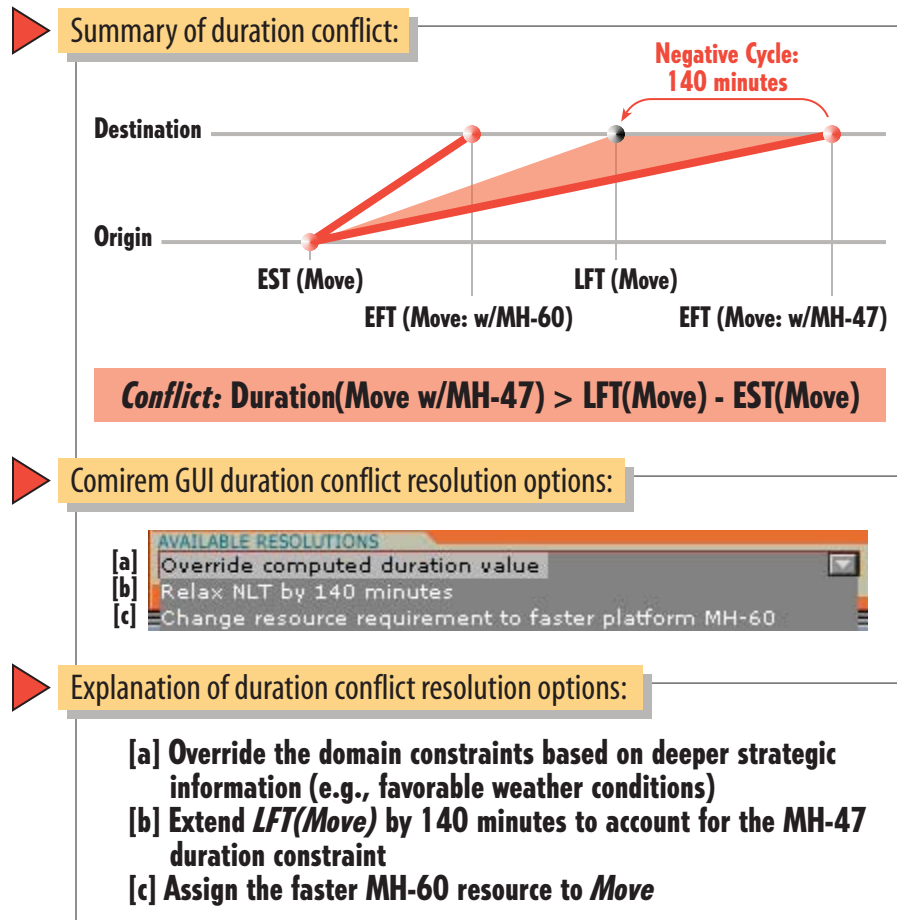 Summary of duration conflict:
Negative Cycle:
140 minutes
Destination
Origin
EST (Move)
LFT (Move)
EFT (Move: w/MH-60)
EFT (Move: w/MH-47)
Conflict: Duration(Move w/MH-47) > LFT(Move) - EST(Move)
Comirem GUI duration conflict resolution options:
AVAILABLE RESOLUTIONS
[a] Override computed duration value
[b] Relax NLT by 140 minutes
[c] Change resource requirement to faster platform MH-60
Explanation of duration conflict resolution options:
[a] Override the domain constraints based on deeper strategic
information (e.g., favorable weather conditions)
[b] Extend LFT(Move) by 140 minutes to account for the MH-47
duration constraint
[c] Assign the faster MH-60 resource to Move